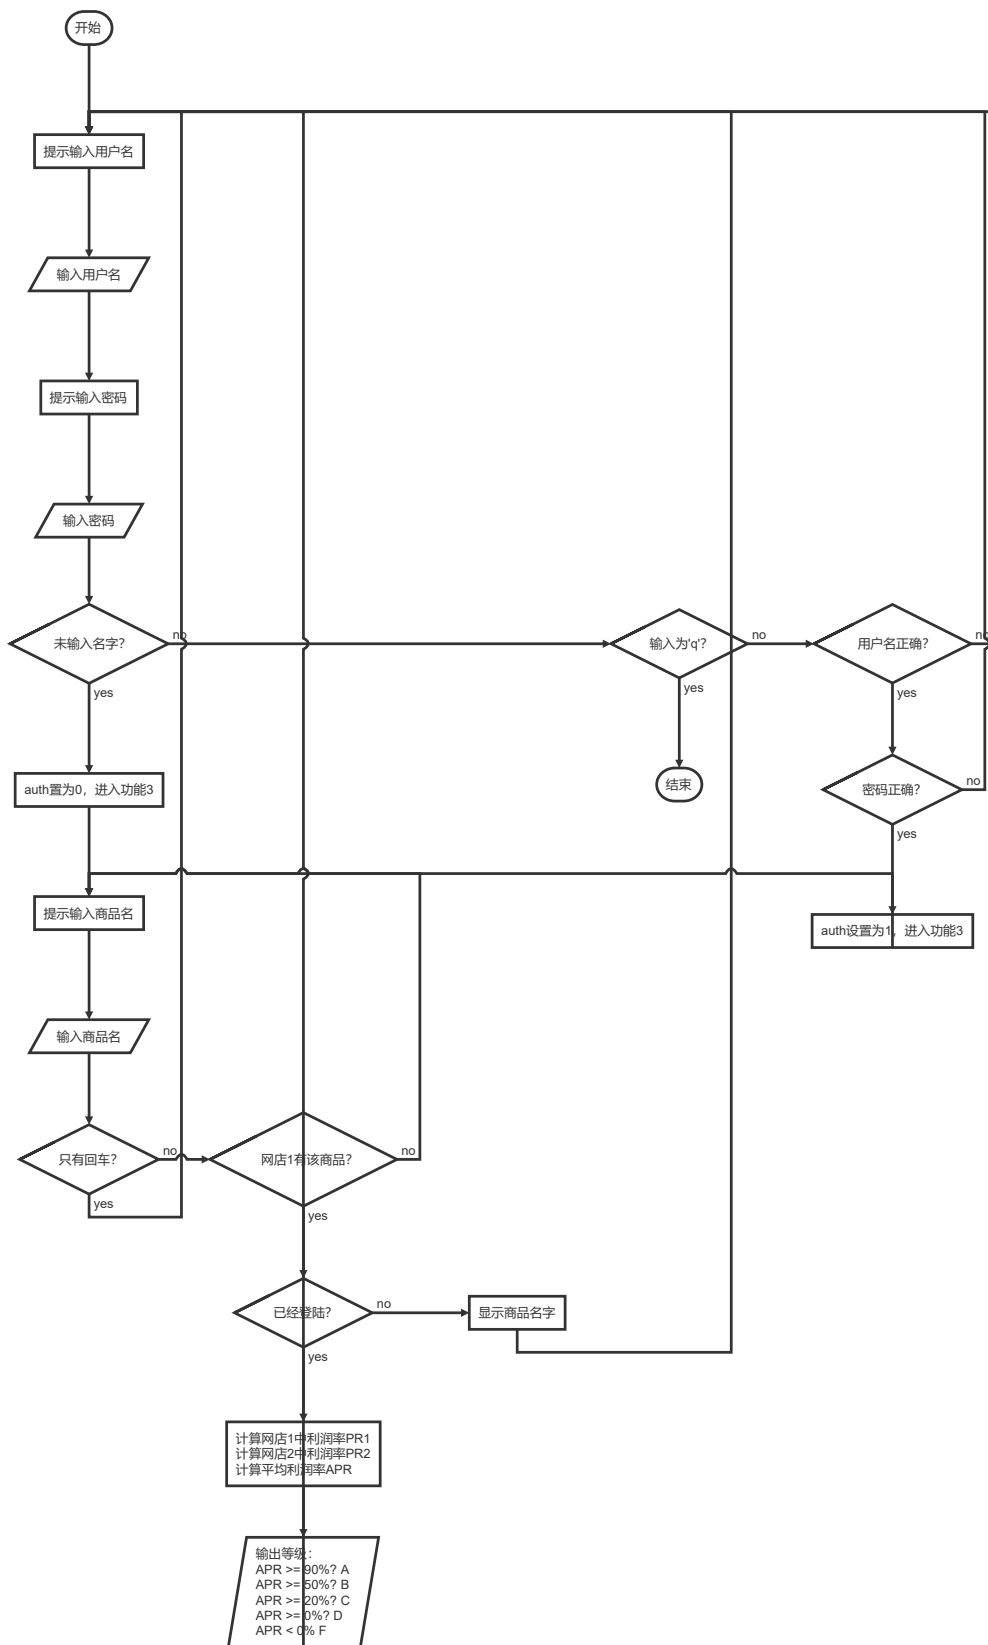 开始
提示输入用户名
输入用户名
提示输入密码
输入密码
未输入名字?
no
yes
输入为'q'?
no
yes
用户名正确?
no
yes
结束
密码正确?
no
yes
auth置为0，进入功能3
auth设置为1，进入功能3
提示输入商品名
输入商品名
只有回车?
no
yes
网店1有该商品?
no
yes
已经登陆?
no
yes
显示商品名字
计算网店1中利润率PR1
计算网店2中利润率PR2
计算平均利润率APR
输出等级：
APR >= 90%? A
APR >= 50%? B
APR >= 20%? C
APR >= 0%? D
APR < 0% F